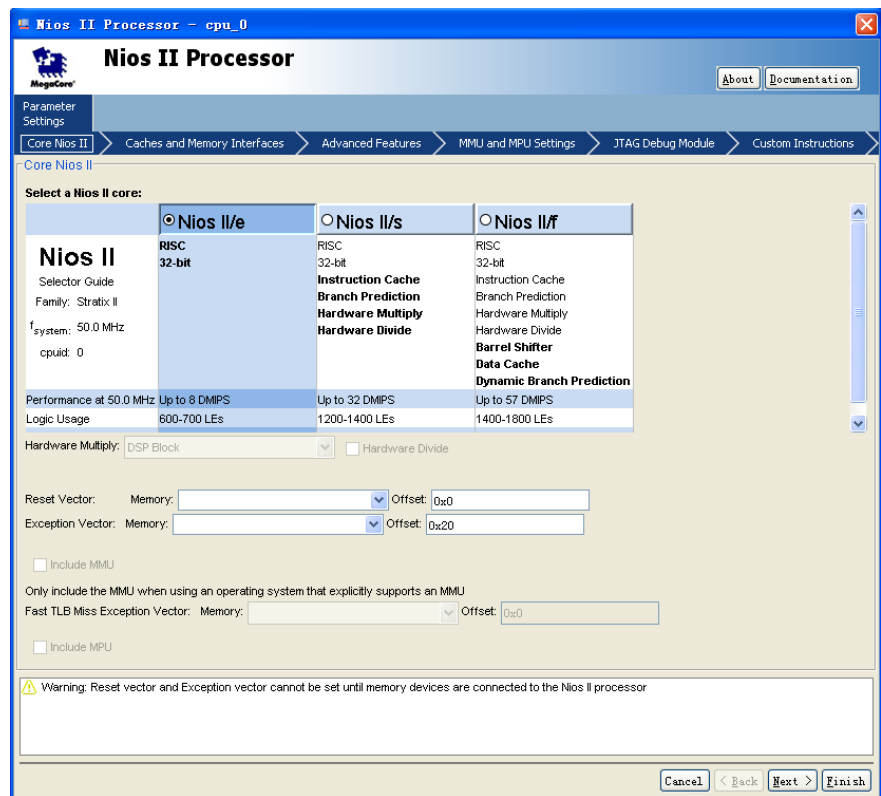 Nios II Processor - cpu_0
MegaCore®
Nios II Processor
About
Documentation
Parameter
Settings
Core Nios II
Caches and Memory Interfaces
Advanced Features
MMU and MPU Settings
JTAG Debug Module
Custom Instructions
Core Nios II
Select a Nios II core:
Nios II/e
Nios II/s
Nios II/f
Nios II
Selector Guide
Family: Stratix II
fsystem: 50.0 MHz
cpuid: 0
RISC
32-bit
RISC
32-bit
Instruction Cache
Branch Prediction
Hardware Multiply
Hardware Divide
RISC
32-bit
Instruction Cache
Branch Prediction
Hardware Multiply
Hardware Divide
Barrel Shifter
Data Cache
Dynamic Branch Prediction
Performance at 50.0 MHz Up to 8 DMIPS Up to 32 DMIPS Up to 57 DMIPS
Logic Usage 600-700 LEs 1200-1400 LEs 1400-1800 LEs
Hardware Multiply: DSP Block Hardware Divide
Reset Vector: Memory: Offset: 0x0
Exception Vector: Memory: Offset: 0x20
Include MMU
Only include the MMU when using an operating system that explicitly supports an MMU
Fast TLB Miss Exception Vector: Memory: Offset: 0x0
Include MPU
Warning: Reset vector and Exception vector cannot be set until memory devices are connected to the Nios II processor
Cancel < Back Next > Finish